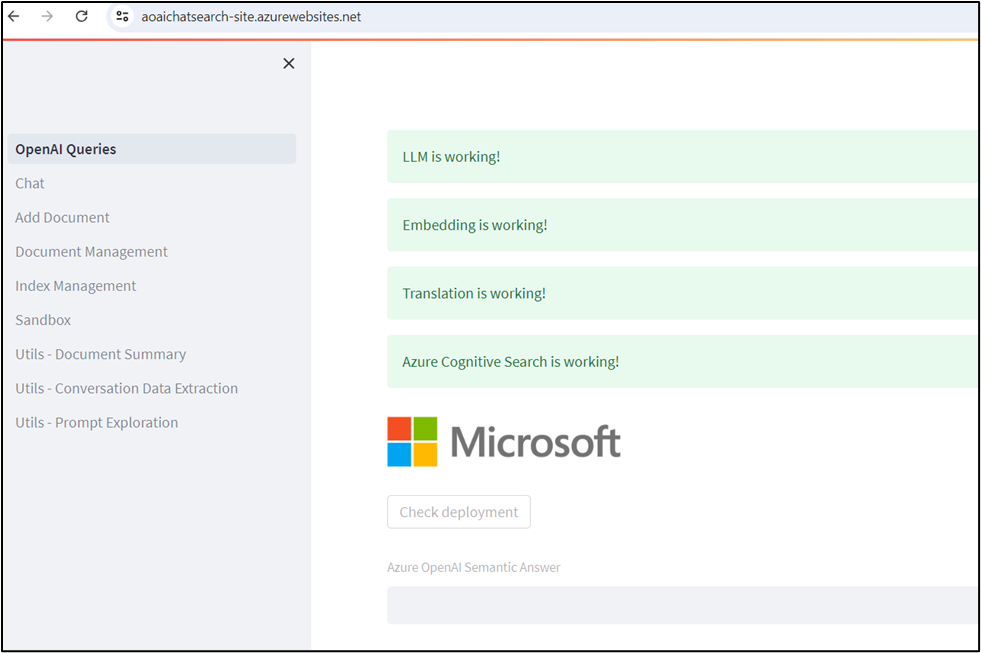 aoaichatsearch-site.azurewebsites.net
OpenAI Queries
Chat
Add Document
Document Management
Index Management
Sandbox
Utils - Document Summary
Utils - Conversation Data Extraction
Utils - Prompt Exploration
LLM is working!
Embedding is working!
Translation is working!
Azure Cognitive Search is working!
Microsoft
Check deployment
Azure OpenAI Semantic Answer